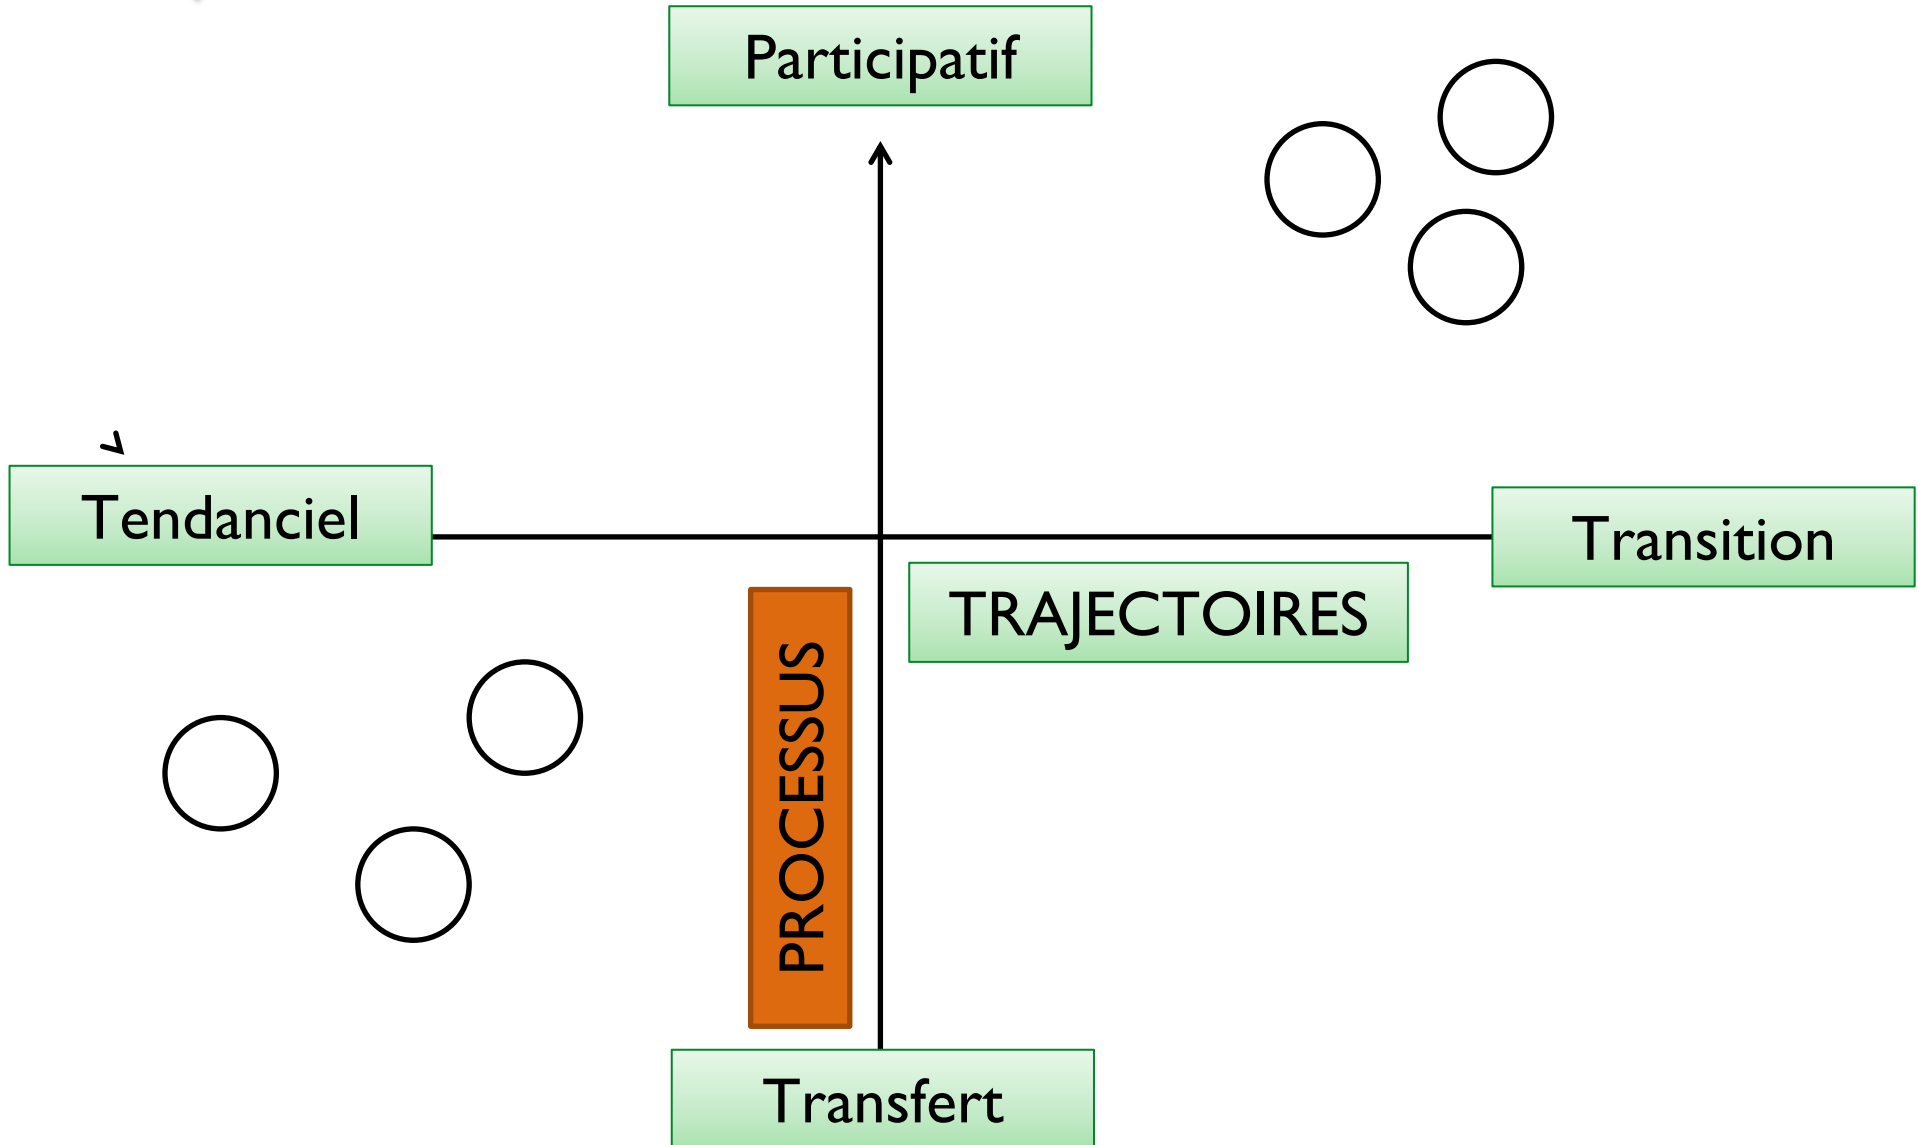 Participatif
Tendanciel
Transition
TRAJECTOIRES
PROCESSUS
Transfert